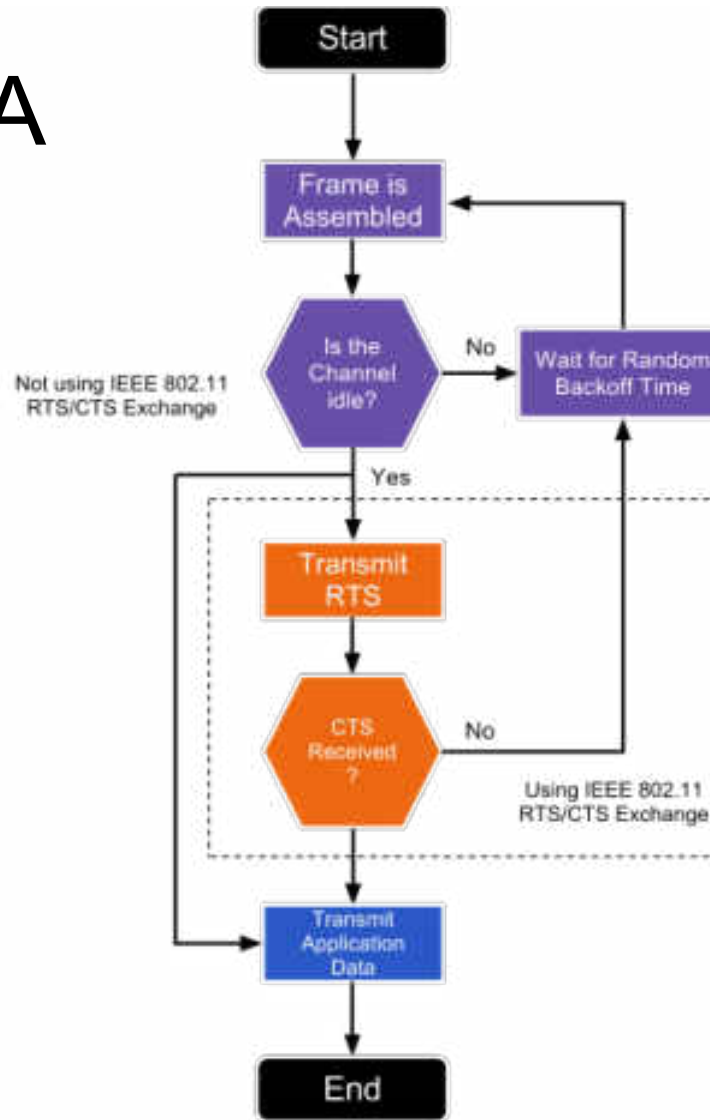 Start
A
Frame is
Assembled
Is the
Channel
idle?
No
Wait for Random
Backoff Time
Not using IEEE 802.11
RTS/CTS Exchange
Yes
Transmit
RTS
CTS
Received
?
No
Using IEEE 802.11
RTS/CTS Exchange
Transmit
Application
Data
End